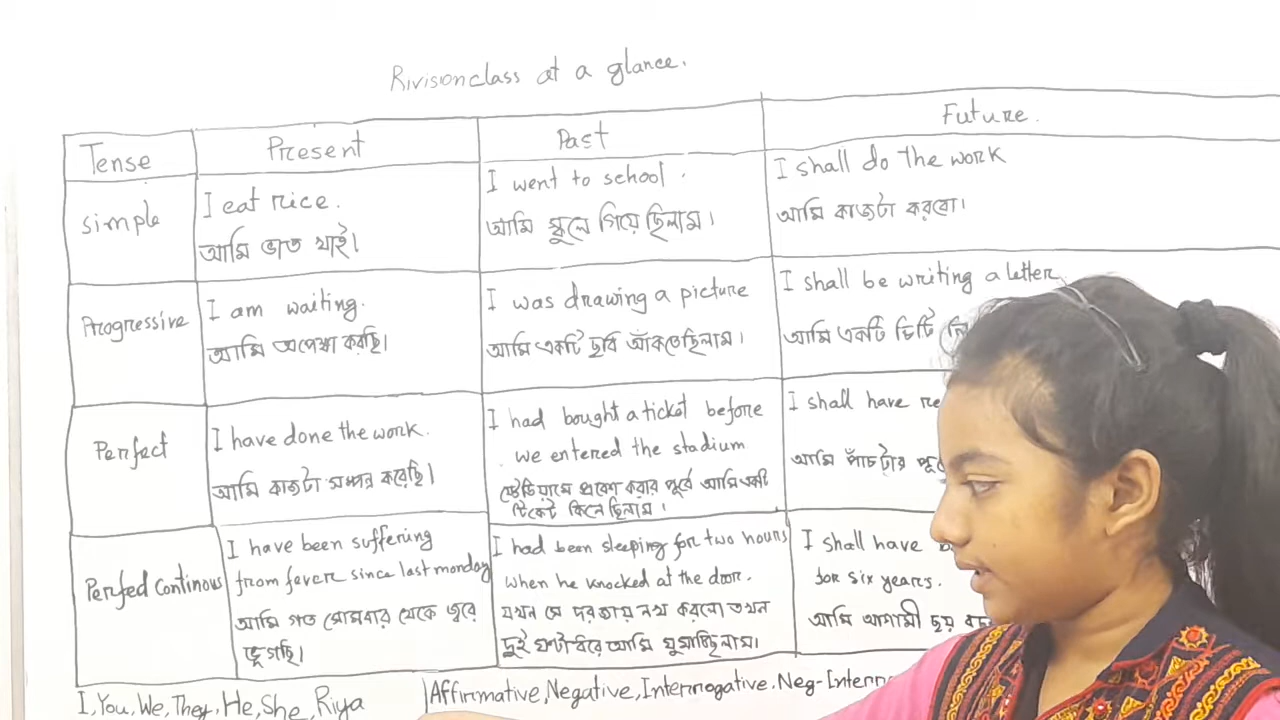 Rivision class at a glance.
Tense
Present
Past
Future.
Simple
I eat rice.
আমি ভাত খাই।
I went to school.
আমি স্কুলে গিয়ে ছিলাম।
I shall do the work
আমি কাজটা করবো।
Progressive
I am waiting.
আমি অপেক্ষা করছি।
I was drawing a picture
আমি একটি ছবি আঁকতেছিলাম।
I shall be writing a letter
আমি একটি চিঠি
Perfect
I have done the work.
আমি কাজটা সম্পন্ন করেছি।
I had bought a ticket before
we entered the stadium
স্টেডিয়ামে প্রবেশ করার পূর্বে আমি একটি
টিকেট কিনে ছিলাম।
I shall have
আমি পাঁচটার
Perfed Continous
I have been suffering
from fever since last monday
আমি গত সোমবার থেকে জ্বরে
ভূগছি।
I had been sleeping for two hours
when he knocked at the door.
যখন সে দরজায় নখ করলো তখন
দুই ঘন্টা ধরে আমি ঘুমাচ্ছিলাম।
I shall have
for six years.
আমি আগামী ছয়
I, You, We, They, He, She, Riya
Affirmative, Negative, Interrogative, Neg-